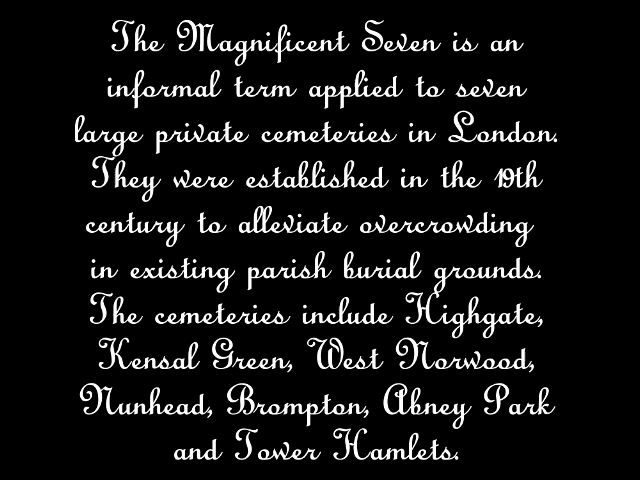 The Magnificent Seven is an
informal term applied to seven
large private cemeteries in London.
They were established in the 19th
century to alleviate overcrowding
in existing parish burial grounds.
The cemeteries include Highgate,
Kensal Green, West Norwood,
Nunhead, Brompton, Abney Park
and Tower Hamlets.